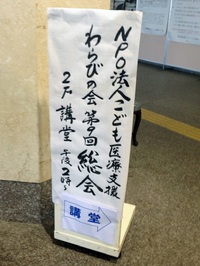 NPO法人こども医療支援
わらびの会 第9回 総会
2F 講堂 午後2時〜
講堂